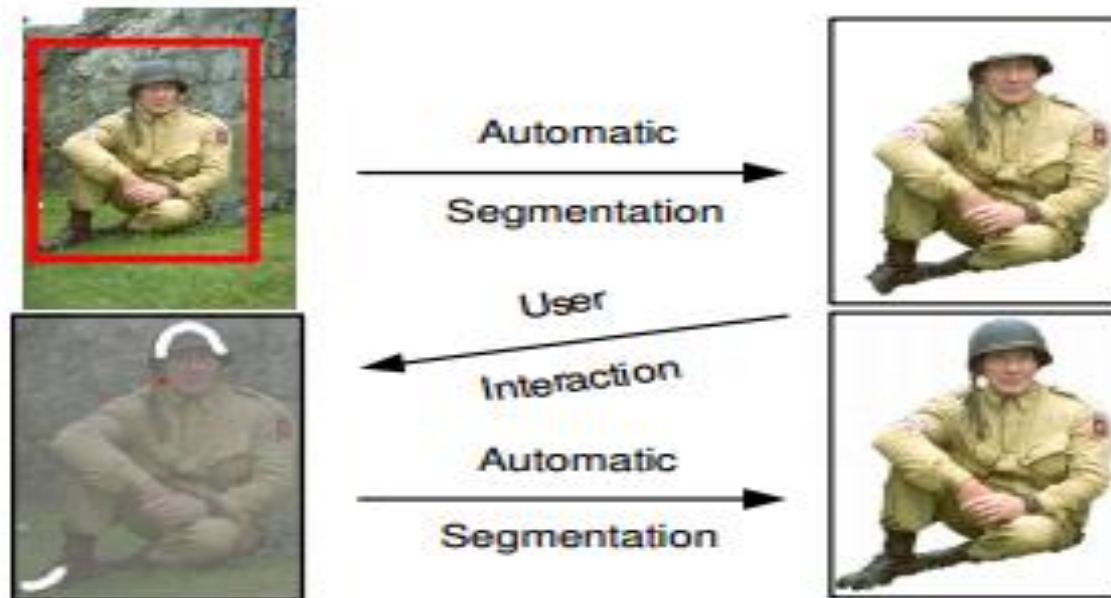 Automatic
Segmentation
User
Interaction
Automatic
Segmentation